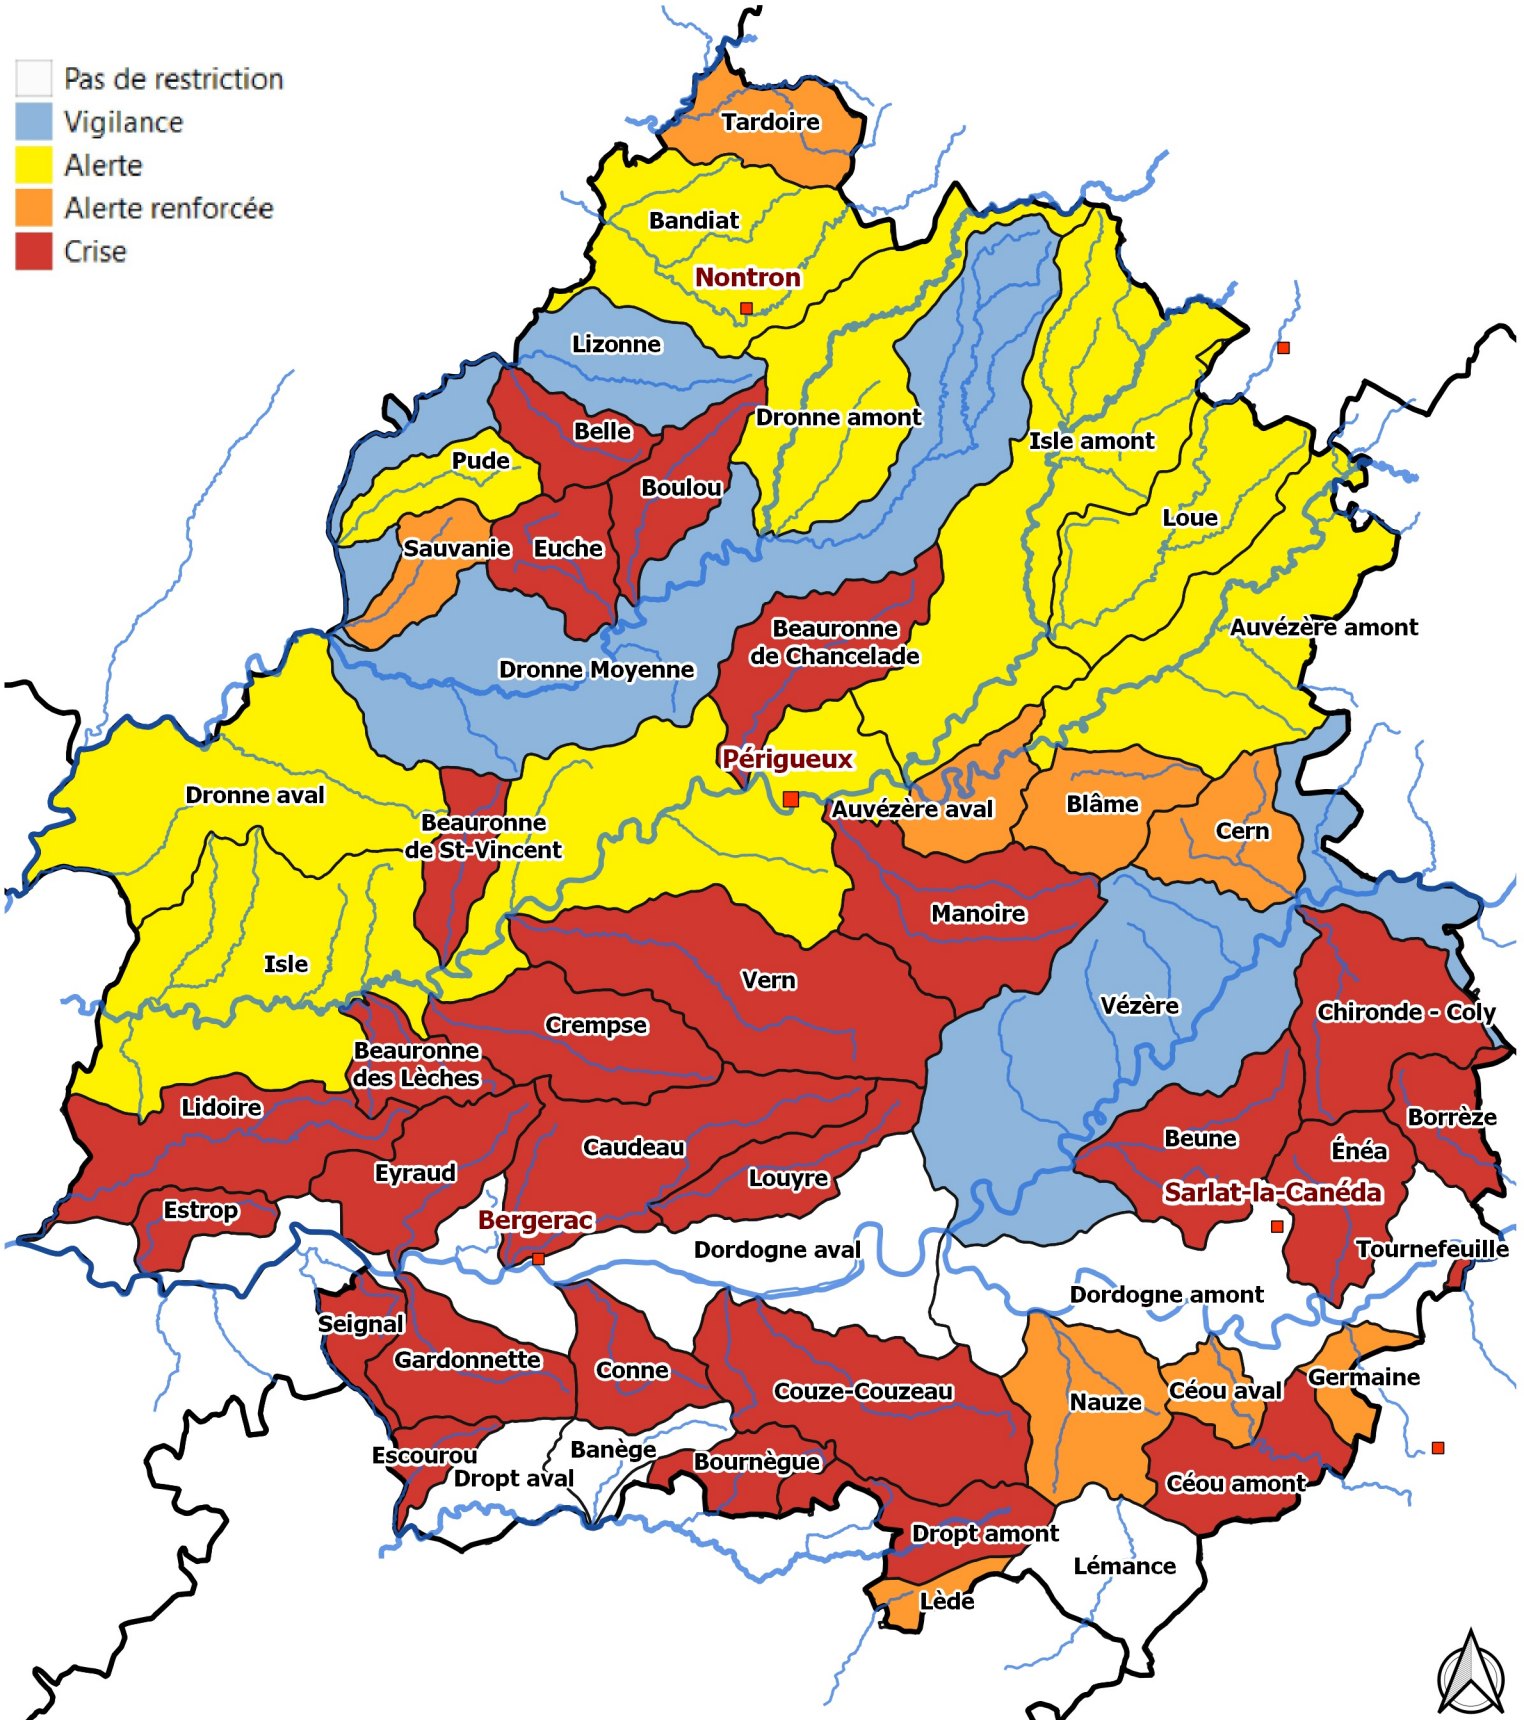 Pas de restriction
Vigilance
Alerte
Alerte renforcée
Crise
Tardoire
Bandiat
Nontron
Lizonne
Dronne amont
Belle
Isle amont
Pude
Boulou
Loue
Sauvanie
Euche
Auvézère amont
Beauronne
de Chancelade
Dronne Moyenne
Périgueux
Dronne aval
Auvézère aval
Blâme
Cern
Beauronne
de St-Vincent
Manoire
Isle
Vern
Vézère
Chironde - Coly
Crempse
Beauronne
des Lèches
Lidoire
Borrèze
Caudeau
Beune
Énéa
Eyraud
Louyre
Sarlat-la-Canéda
Estrop
Bergerac
Dordogne aval
Tournefeuille
Dordogne amont
Seignal
Gardonnette
Conne
Couze-Couzeau
Nauze
Céou aval
Germaine
Escourou
Banège
Dropt aval
Bournègue
Céou amont
Dropt amont
Lémance
Lède